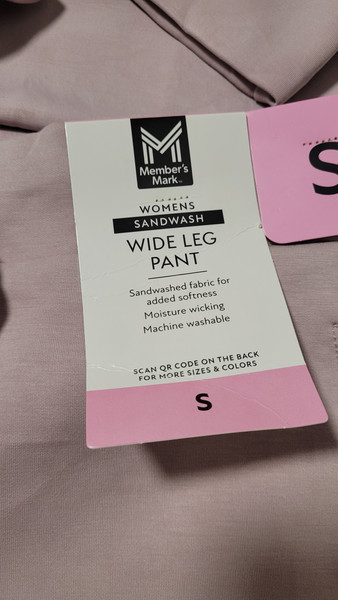 Member's
Mark™
WOMENS
SANDWASH
WIDE LEG
PANT
Sandwashed fabric for
added softness
Moisture wicking
Machine washable
SCAN QR CODE ON THE BACK
FOR MORE SIZES & COLORS
S
S